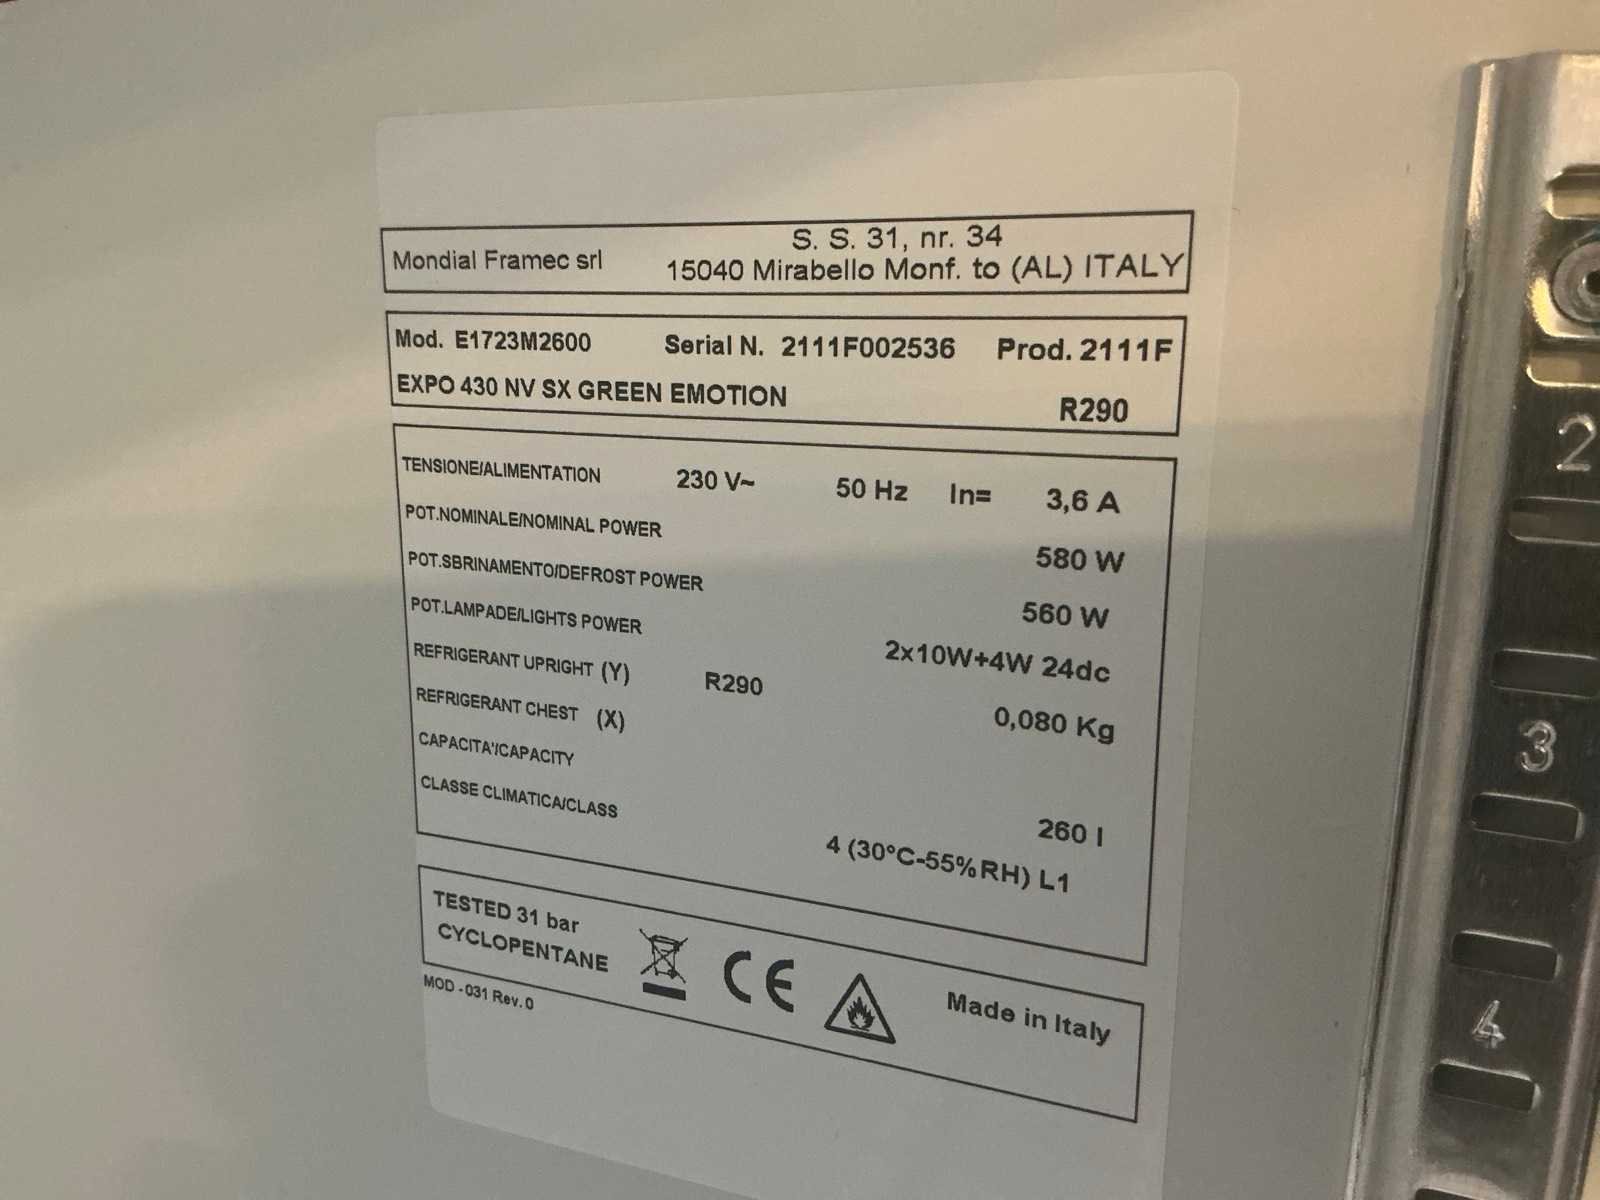 Mondial Framec srl
S. S. 31, nr. 34
15040 Mirabello Monf. to (AL) ITALY
Mod. E1723M2600 Serial N. 2111F002536 Prod. 2111F
EXPO 430 NV SX GREEN EMOTION R290
TENSIONE/ALIMENTATION 230 V~ 50 Hz In= 3,6 A
POT.NOMINALE/NOMINAL POWER 580 W
POT.SBRINAMENTO/DEFROST POWER 560 W
POT.LAMPADE/LIGHTS POWER 2x10W+4W 24dc
REFRIGERANT UPRIGHT (Y) R290 0,080 Kg
REFRIGERANT CHEST (X)
CAPACITA'/CAPACITY 260 l
CLASSE CLIMATICA/CLASS 4 (30°C-55%RH) L1
TESTED 31 bar
CYCLOPENTANE
CE
Made in Italy
MOD -031 Rev. 0
2
3
4